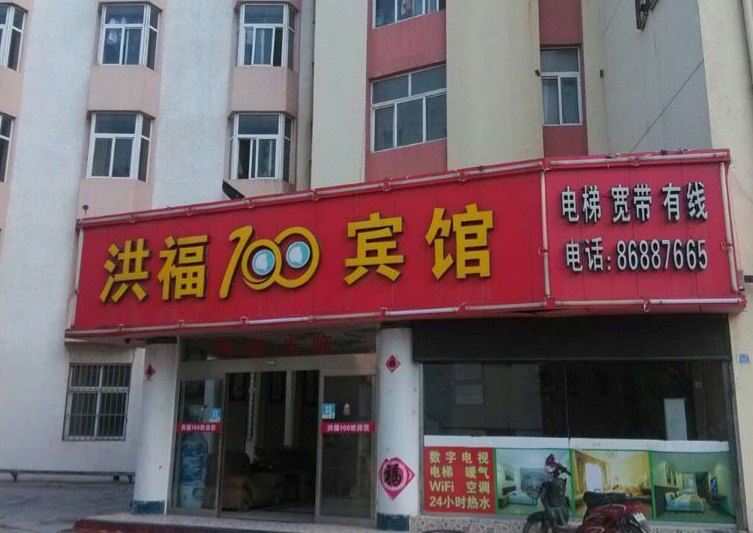 洪福100宾馆
电梯 宽带 有线
电话:86887665
洪福100欢迎您
洪福100欢迎您
福
数字电视
电梯 暖气
WiFi 空调
24小时热水